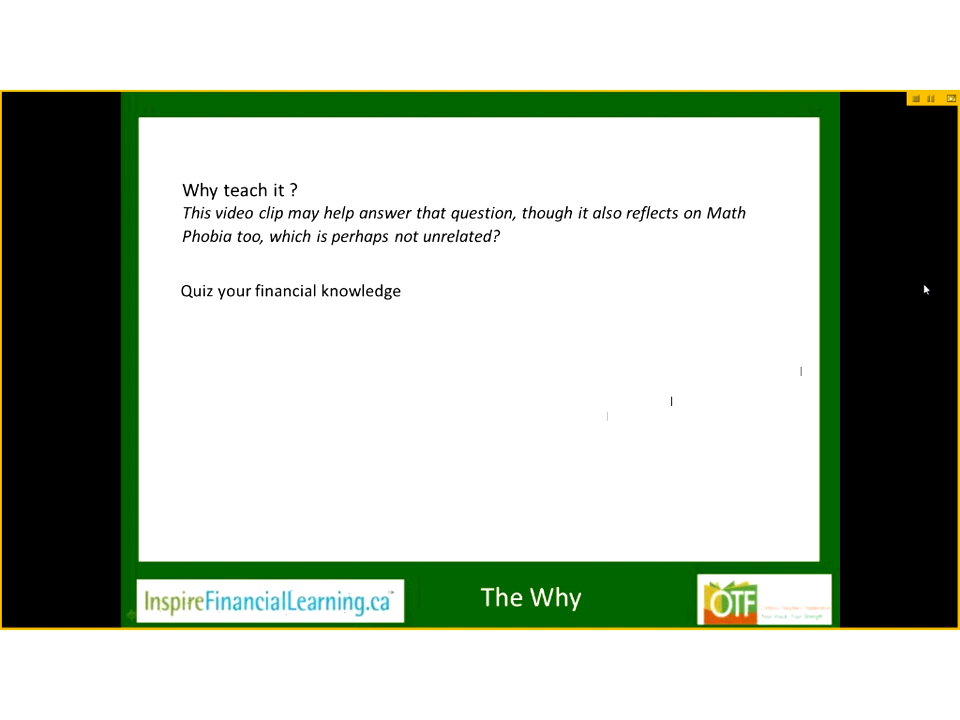 Why teach it ?
This video clip may help answer that question, though it also reflects on Math
Phobia too, which is perhaps not unrelated?
Quiz your financial knowledge
InspireFinancialLearning.ca™
The Why
OTF